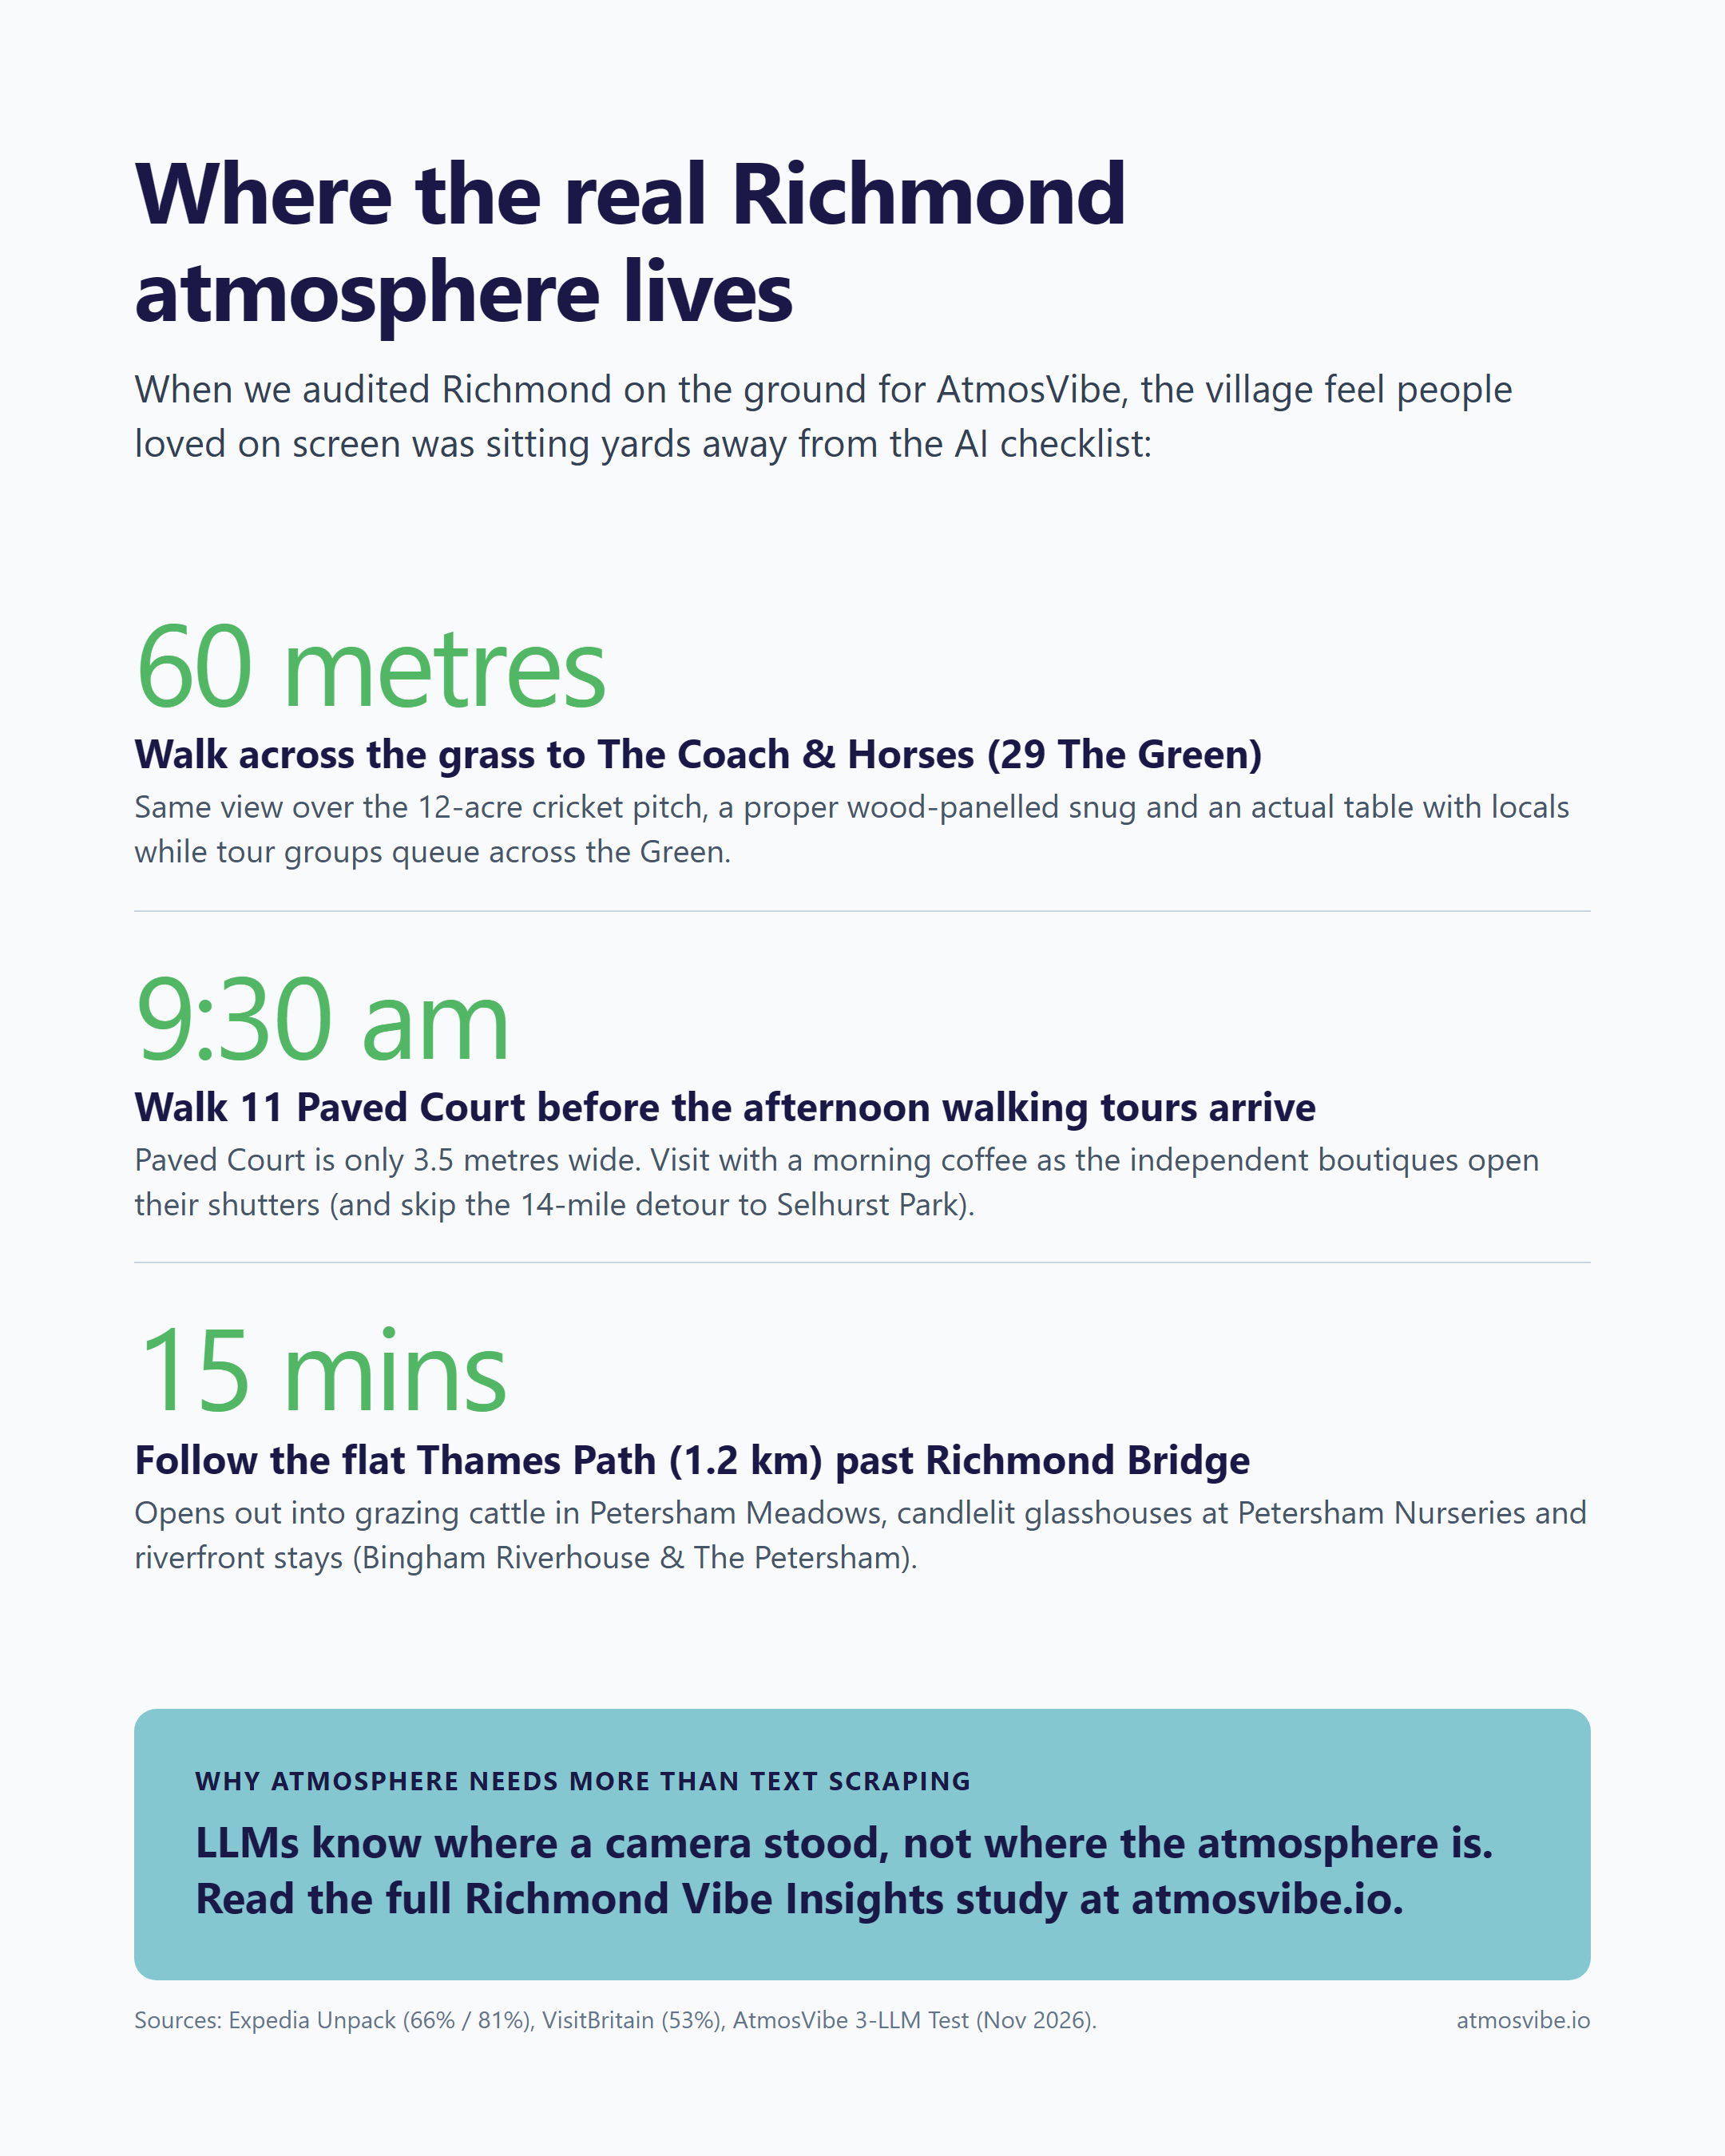 Where the real Richmond
atmosphere lives
When we audited Richmond on the ground for AtmosVibe, the village feel people
loved on screen was sitting yards away from the AI checklist:
60 metres
Walk across the grass to The Coach & Horses (29 The Green)
Same view over the 12-acre cricket pitch, a proper wood-panelled snug and an actual table with locals
while tour groups queue across the Green.
9:30 am
Walk 11 Paved Court before the afternoon walking tours arrive
Paved Court is only 3.5 metres wide. Visit with a morning coffee as the independent boutiques open
their shutters (and skip the 14-mile detour to Selhurst Park).
15 mins
Follow the flat Thames Path (1.2 km) past Richmond Bridge
Opens out into grazing cattle in Petersham Meadows, candlelit glasshouses at Petersham Nurseries and
riverfront stays (Bingham Riverhouse & The Petersham).
WHY ATMOSPHERE NEEDS MORE THAN TEXT SCRAPING
LLMs know where a camera stood, not where the atmosphere is.
Read the full Richmond Vibe Insights study at atmosvibe.io.
Sources: Expedia Unpack (66% / 81%), VisitBritain (53%), AtmosVibe 3-LLM Test (Nov 2026).
atmosvibe.io